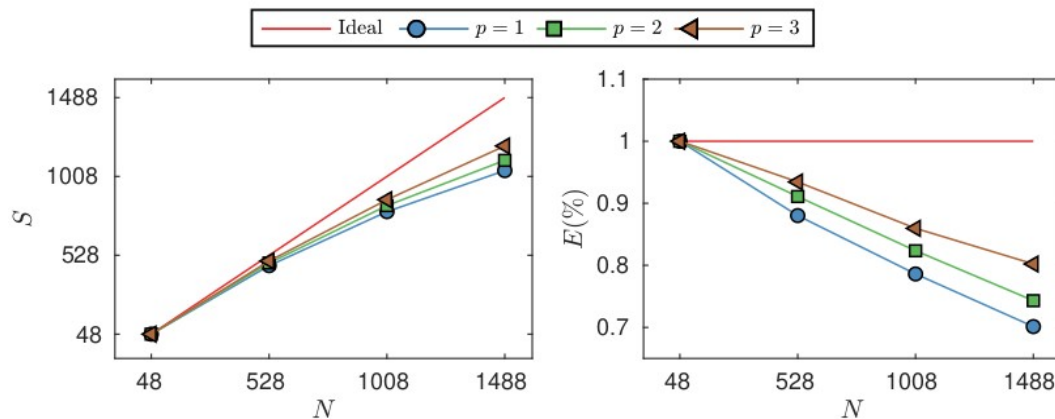 Ideal p = 1 p = 2 p = 3
1488
1008
528
48
S
48 528 1008 1488
N
1.1
1
0.9
0.8
0.7
E(%)
48 528 1008 1488
N